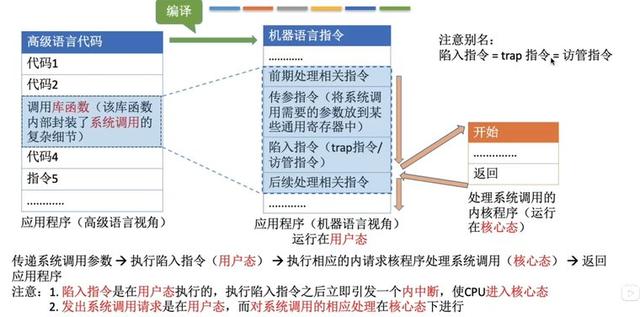 编译
高级语言代码
代码1
代码2
调用库函数（该库函数
内部封装了系统调用的
复杂细节）
代码4
指令5
…………
应用程序（高级语言视角）
机器语言指令
…………
前期处理相关指令
传参指令（将系统调
用需要的参数放到某
些通用寄存器中）
陷入指令（trap指令/
访管指令）
后续处理相关指令
…………
应用程序（机器语言视角）
运行在用户态
注意别名：
陷入指令 = trap 指令 = 访管指令
开始
…………
返回
处理系统调用的
内核程序（运行
在核心态）
传递系统调用参数 → 执行陷入指令（用户态）→ 执行相应的内请求核程序处理系统调用（核心态）→ 返回
应用程序
注意：1. 陷入指令是在用户态执行的，执行陷入指令之后立即引发一个内中断，使CPU进入核心态
2. 发出系统调用请求是在用户态，而对系统调用的相应处理在核心态下进行